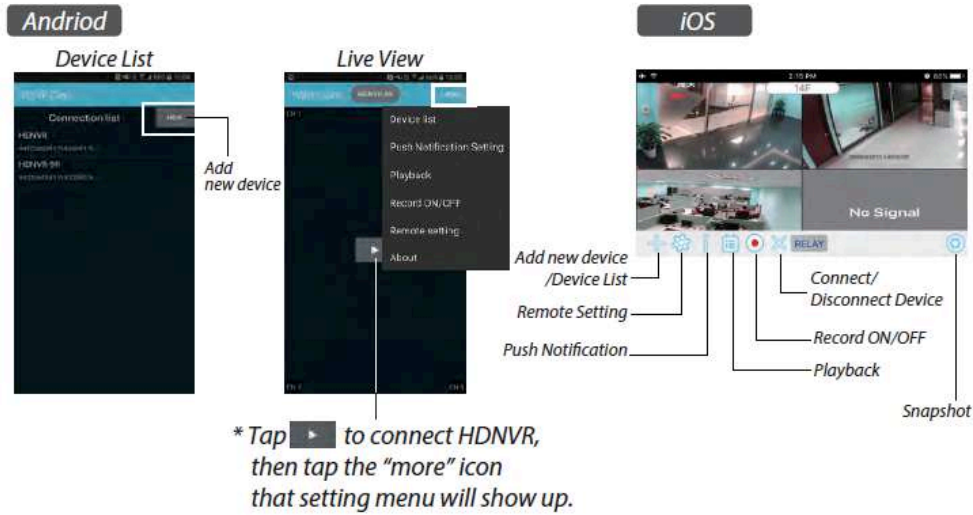 Andriod
iOS
Device List
Live View
Connection list
HDNVR
Add
new device
Device list
Push Notification Setting
Playback
Record ON/OFF
Remote setting
About
CH 1
2:15 PM
14F
No Signal
RELAY
Add new device
/Device List
Remote Setting
Push Notification
Connect/
Disconnect Device
Record ON/OFF
Playback
Snapshot
* Tap to connect HDNVR,
then tap the “more” icon
that setting menu will show up.